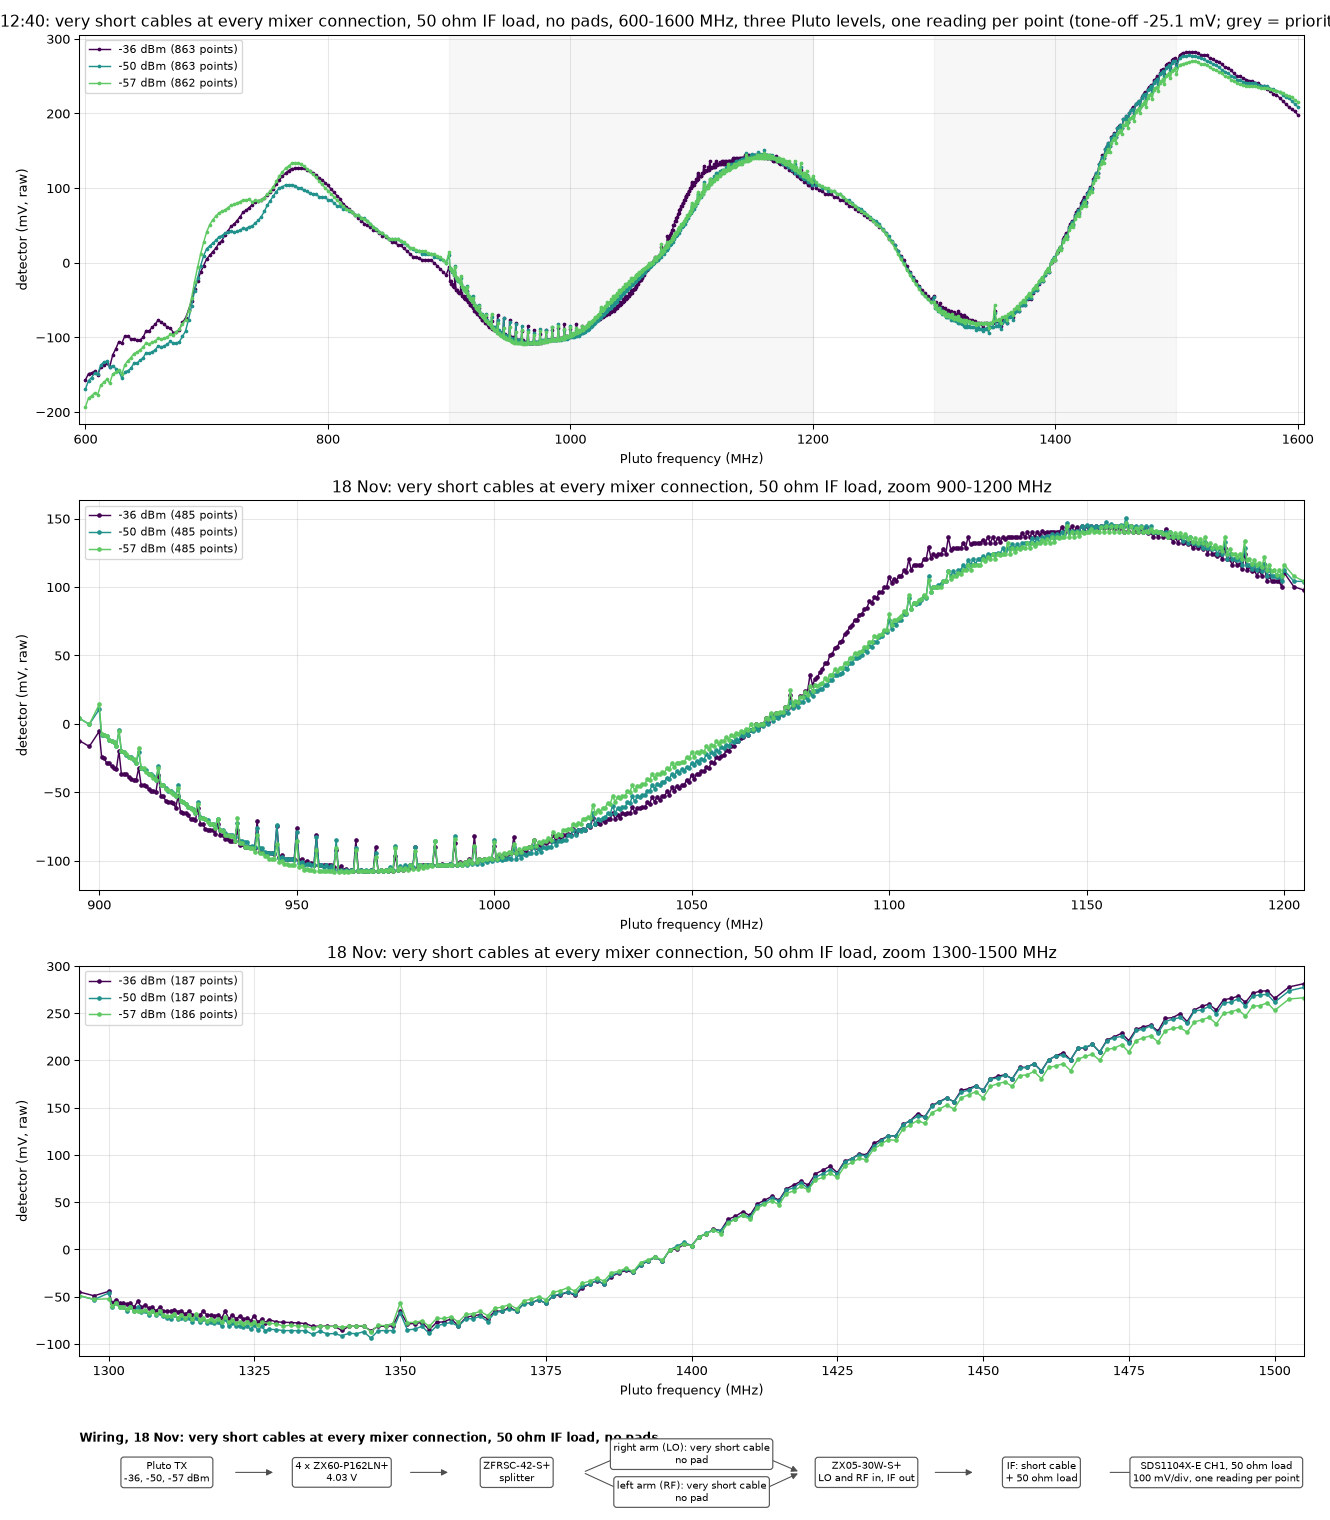 12:40: very short cables at every mixer connection, 50 ohm IF load, no pads, 600-1600 MHz, three Pluto levels, one reading per point (tone-off -25.1 mV; grey = priorit
-36 dBm (863 points)
-50 dBm (863 points)
-57 dBm (862 points)
detector (mV, raw)
300
200
100
0
−100
−200
600
800
1000
1200
1400
1600
Pluto frequency (MHz)
18 Nov: very short cables at every mixer connection, 50 ohm IF load, zoom 900-1200 MHz
-36 dBm (485 points)
-50 dBm (485 points)
-57 dBm (485 points)
detector (mV, raw)
150
100
50
0
−50
−100
900
950
1000
1050
1100
1150
1200
Pluto frequency (MHz)
18 Nov: very short cables at every mixer connection, 50 ohm IF load, zoom 1300-1500 MHz
-36 dBm (187 points)
-50 dBm (187 points)
-57 dBm (186 points)
detector (mV, raw)
300
250
200
150
100
50
0
−50
−100
1300
1325
1350
1375
1400
1425
1450
1475
1500
Pluto frequency (MHz)
Wiring, 18 Nov: very short cables at every mixer connection, 50 ohm IF load, no pads
Pluto TX
-36, -50, -57 dBm
4 x ZX60-P162LN+
4.03 V
ZFRSC-42-S+
splitter
right arm (LO): very short cable
no pad
left arm (RF): very short cable
no pad
ZX05-30W-S+
LO and RF in, IF out
IF: short cable
+ 50 ohm load
SDS1104X-E CH1, 50 ohm load
100 mV/div, one reading per point